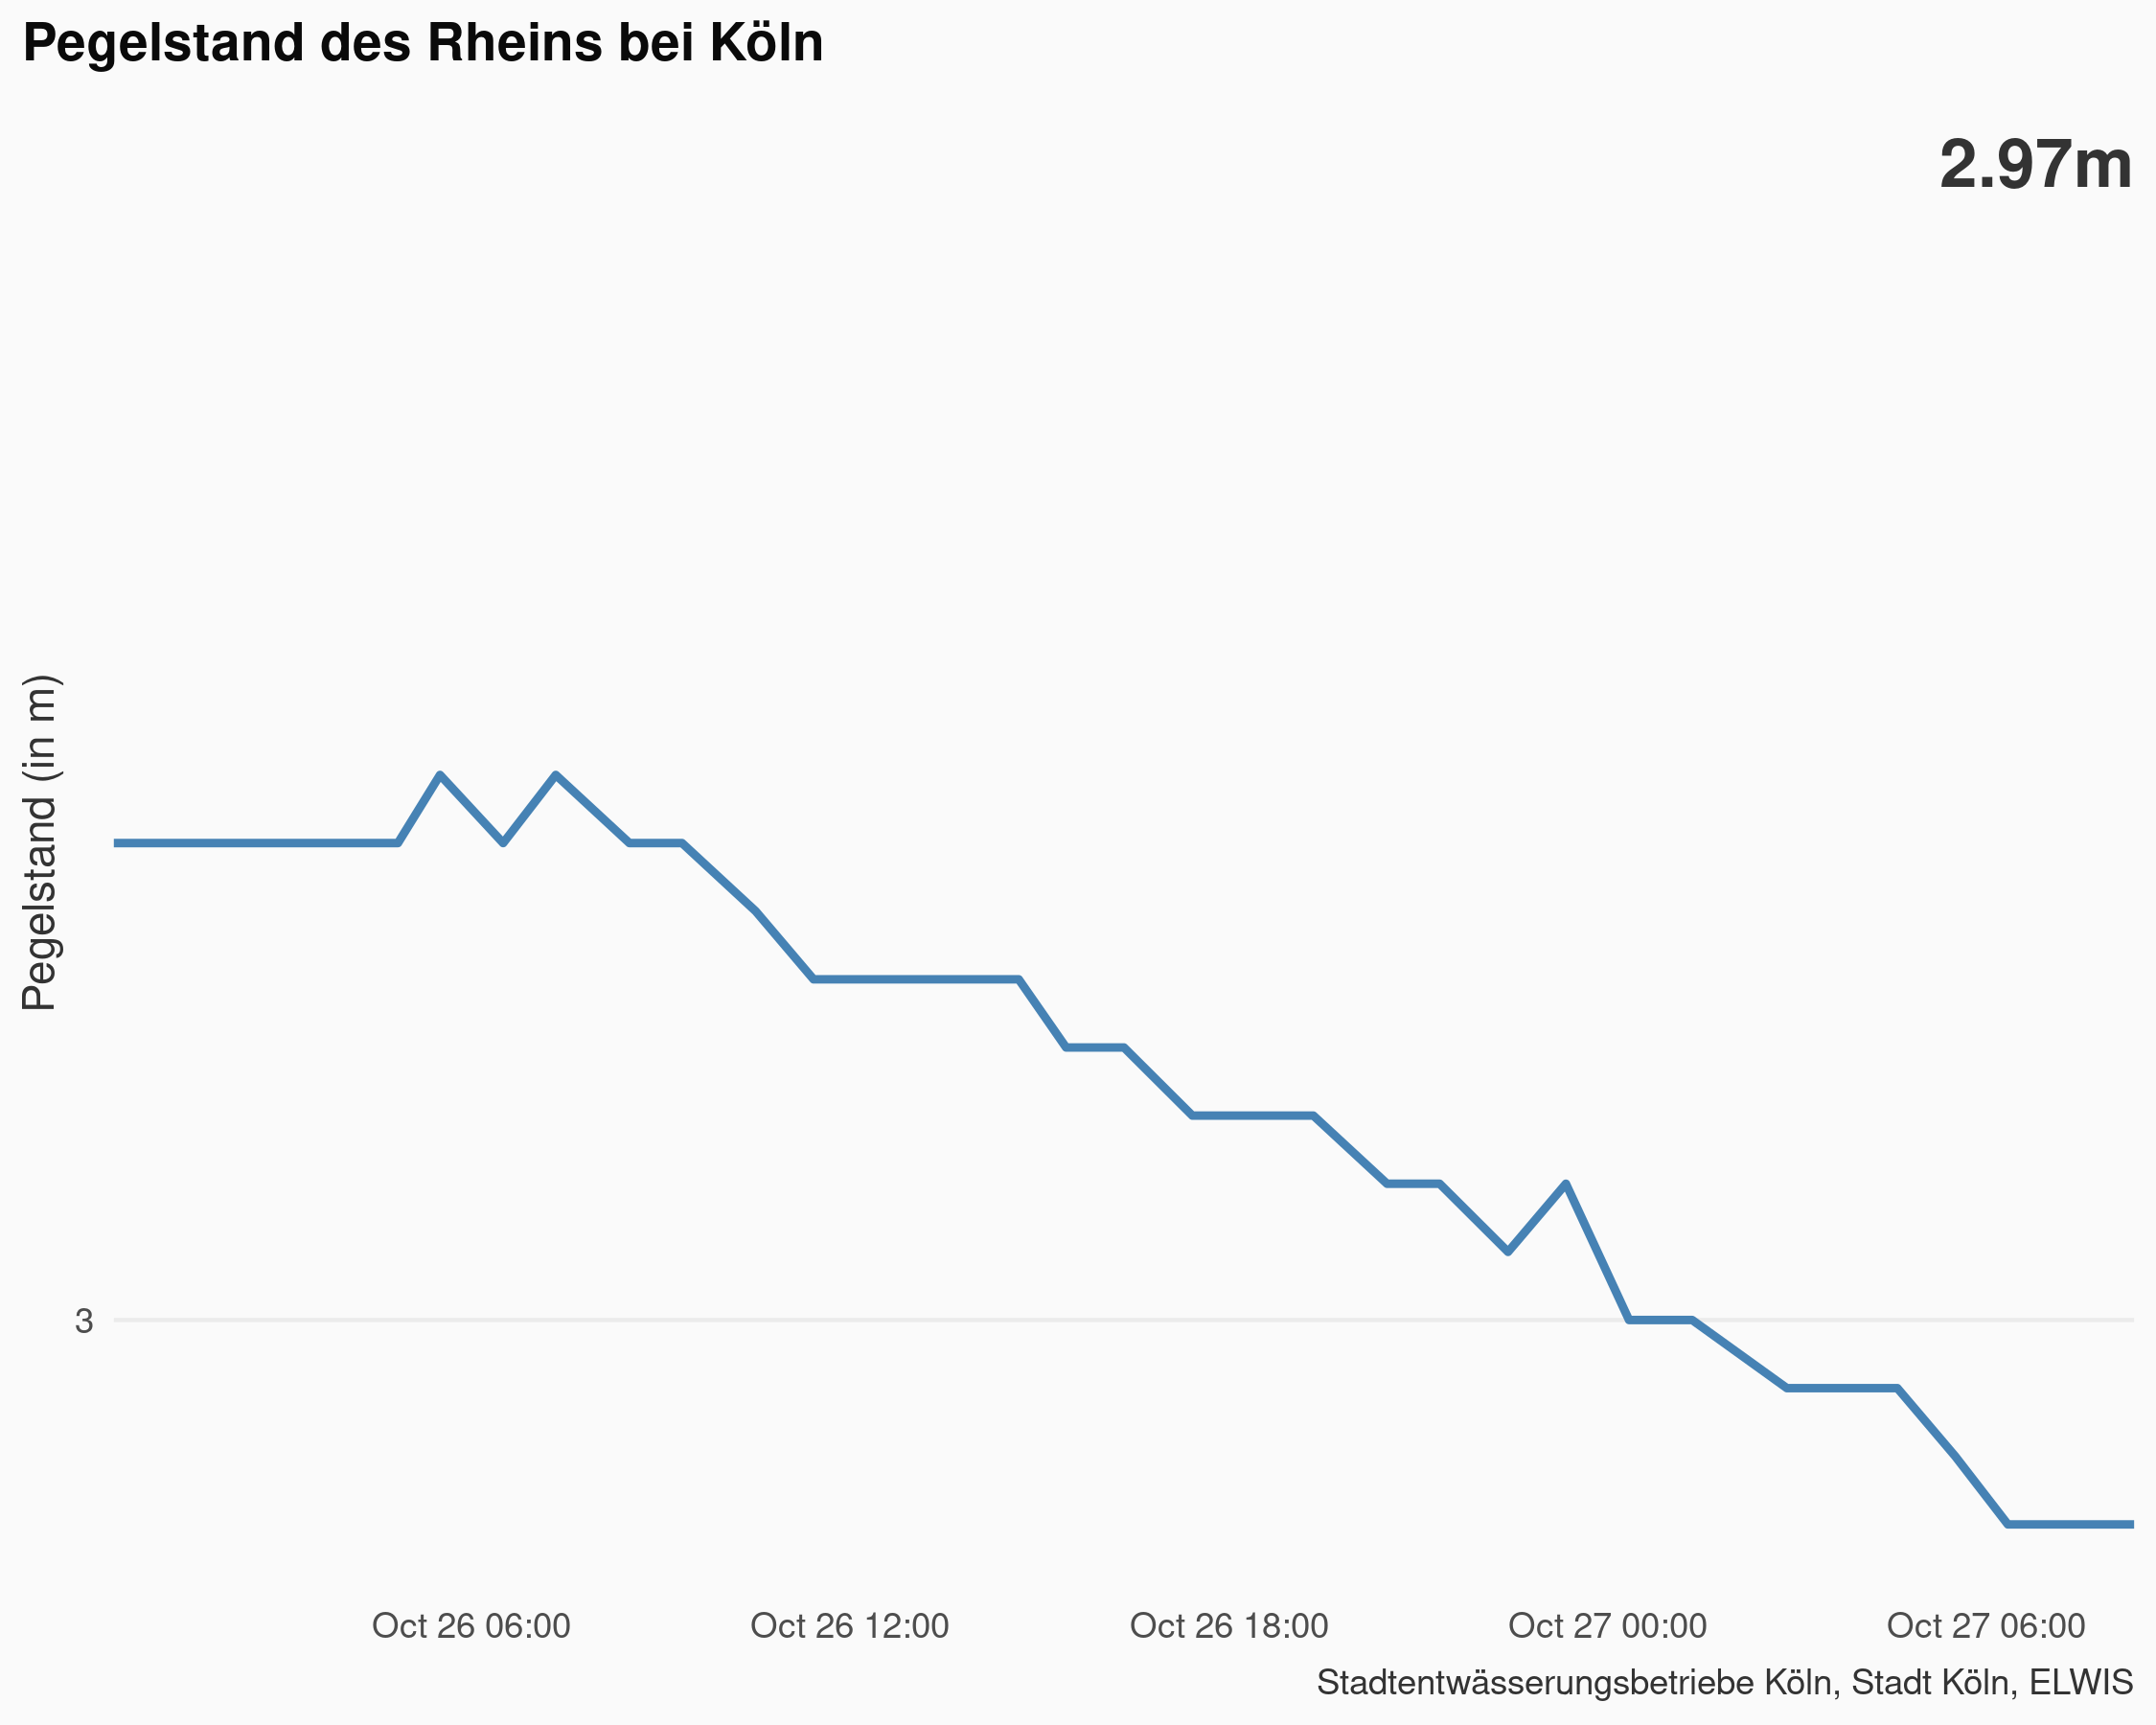 Pegelstand des Rheins bei Köln
2.97m
Pegelstand (in m)
3
Oct 26 06:00 Oct 26 12:00 Oct 26 18:00 Oct 27 00:00 Oct 27 06:00
Stadtentwässerungsbetriebe Köln, Stadt Köln, ELWIS